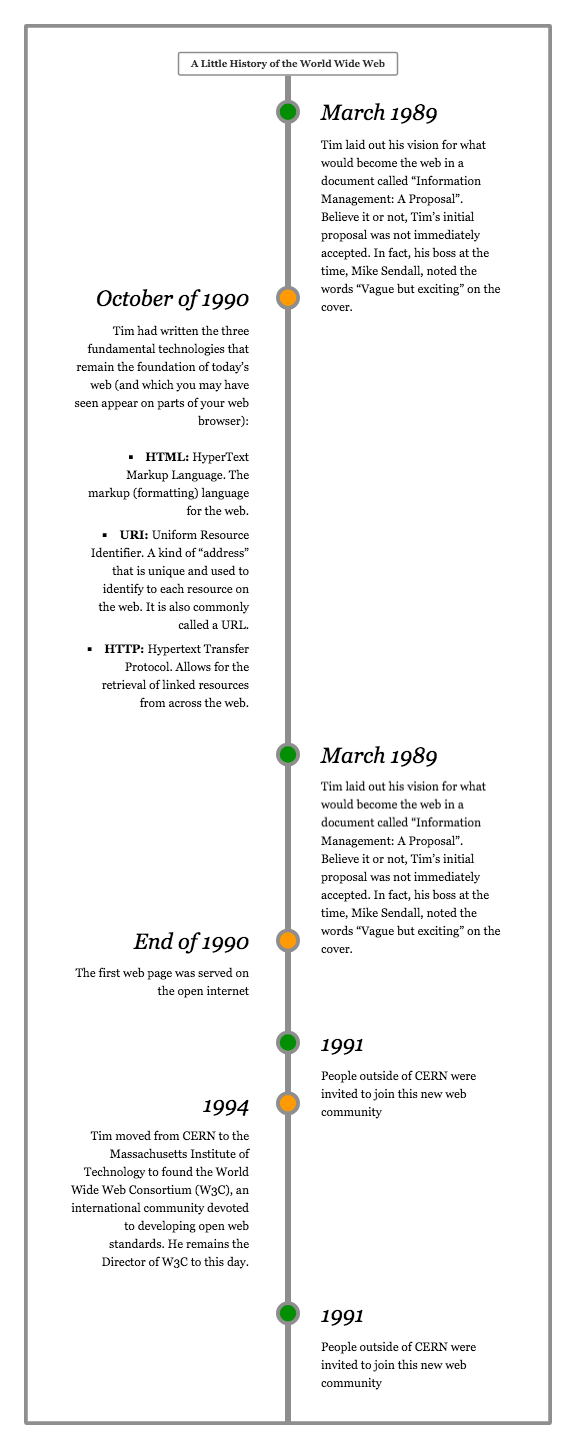 A Little History of the World Wide Web
March 1989
Tim laid out his vision for what
would become the web in a
document called “Information
Management: A Proposal”.
Believe it or not, Tim’s initial
proposal was not immediately
accepted. In fact, his boss at the
time, Mike Sendall, noted the
words “Vague but exciting” on the
cover.
October of 1990
Tim had written the three
fundamental technologies that
remain the foundation of today’s
web (and which you may have
seen appear on parts of your web
browser):
▪ HTML: HyperText
Markup Language. The
markup (formatting) language
for the web.
▪ URI: Uniform Resource
Identifier. A kind of “address”
that is unique and used to
identify to each resource on
the web. It is also commonly
called a URL.
▪ HTTP: Hypertext Transfer
Protocol. Allows for the
retrieval of linked resources
from across the web.
March 1989
Tim laid out his vision for what
would become the web in a
document called “Information
Management: A Proposal”.
Believe it or not, Tim’s initial
proposal was not immediately
accepted. In fact, his boss at the
time, Mike Sendall, noted the
words “Vague but exciting” on the
cover.
End of 1990
The first web page was served on
the open internet
1991
People outside of CERN were
invited to join this new web
community
1994
Tim moved from CERN to the
Massachusetts Institute of
Technology to found the World
Wide Web Consortium (W3C), an
international community devoted
to developing open web
standards. He remains the
Director of W3C to this day.
1991
People outside of CERN were
invited to join this new web
community